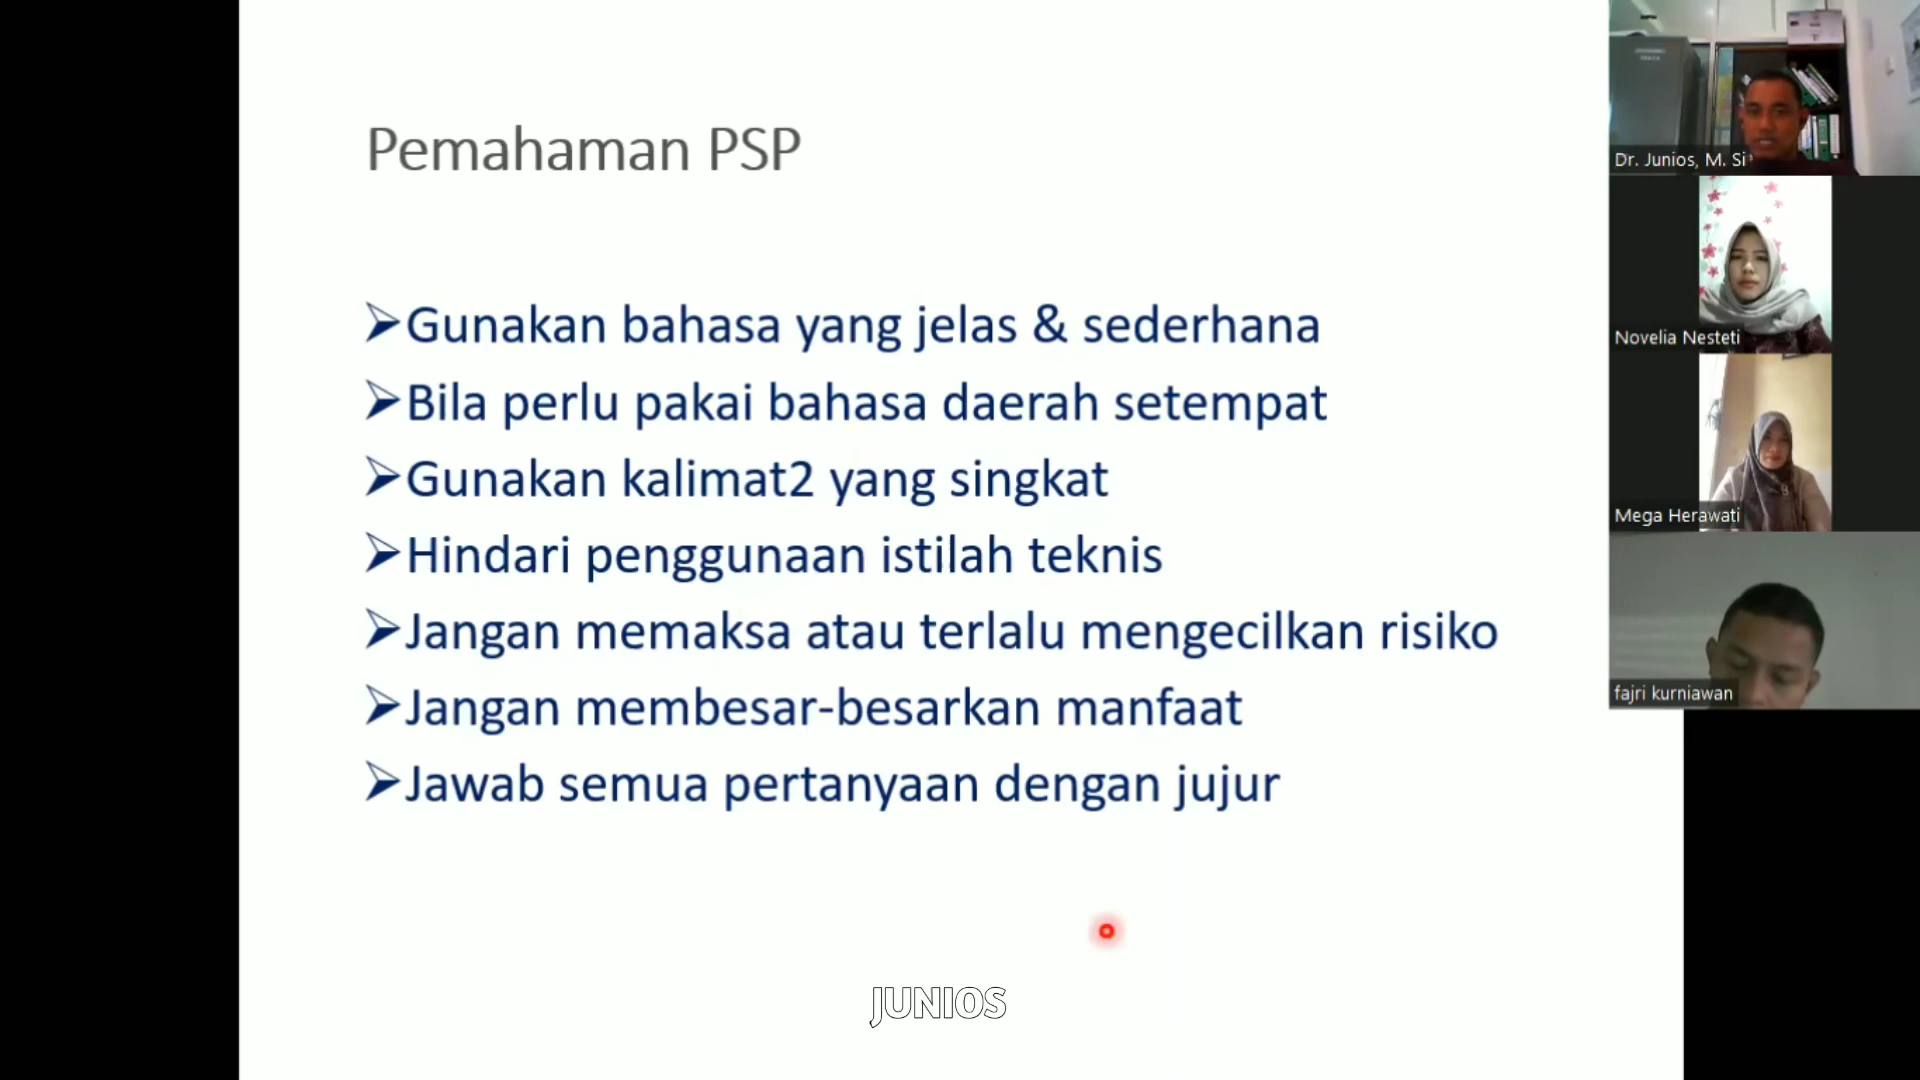 Pemahaman PSP
➢Gunakan bahasa yang jelas & sederhana
➢Bila perlu pakai bahasa daerah setempat
➢Gunakan kalimat2 yang singkat
➢Hindari penggunaan istilah teknis
➢Jangan memaksa atau terlalu mengecilkan risiko
➢Jangan membesar-besarkan manfaat
➢Jawab semua pertanyaan dengan jujur
JUNIOS
Dr. Junios, M. Si
Novelia Nesteti
Mega Herawati
fajri kurniawan